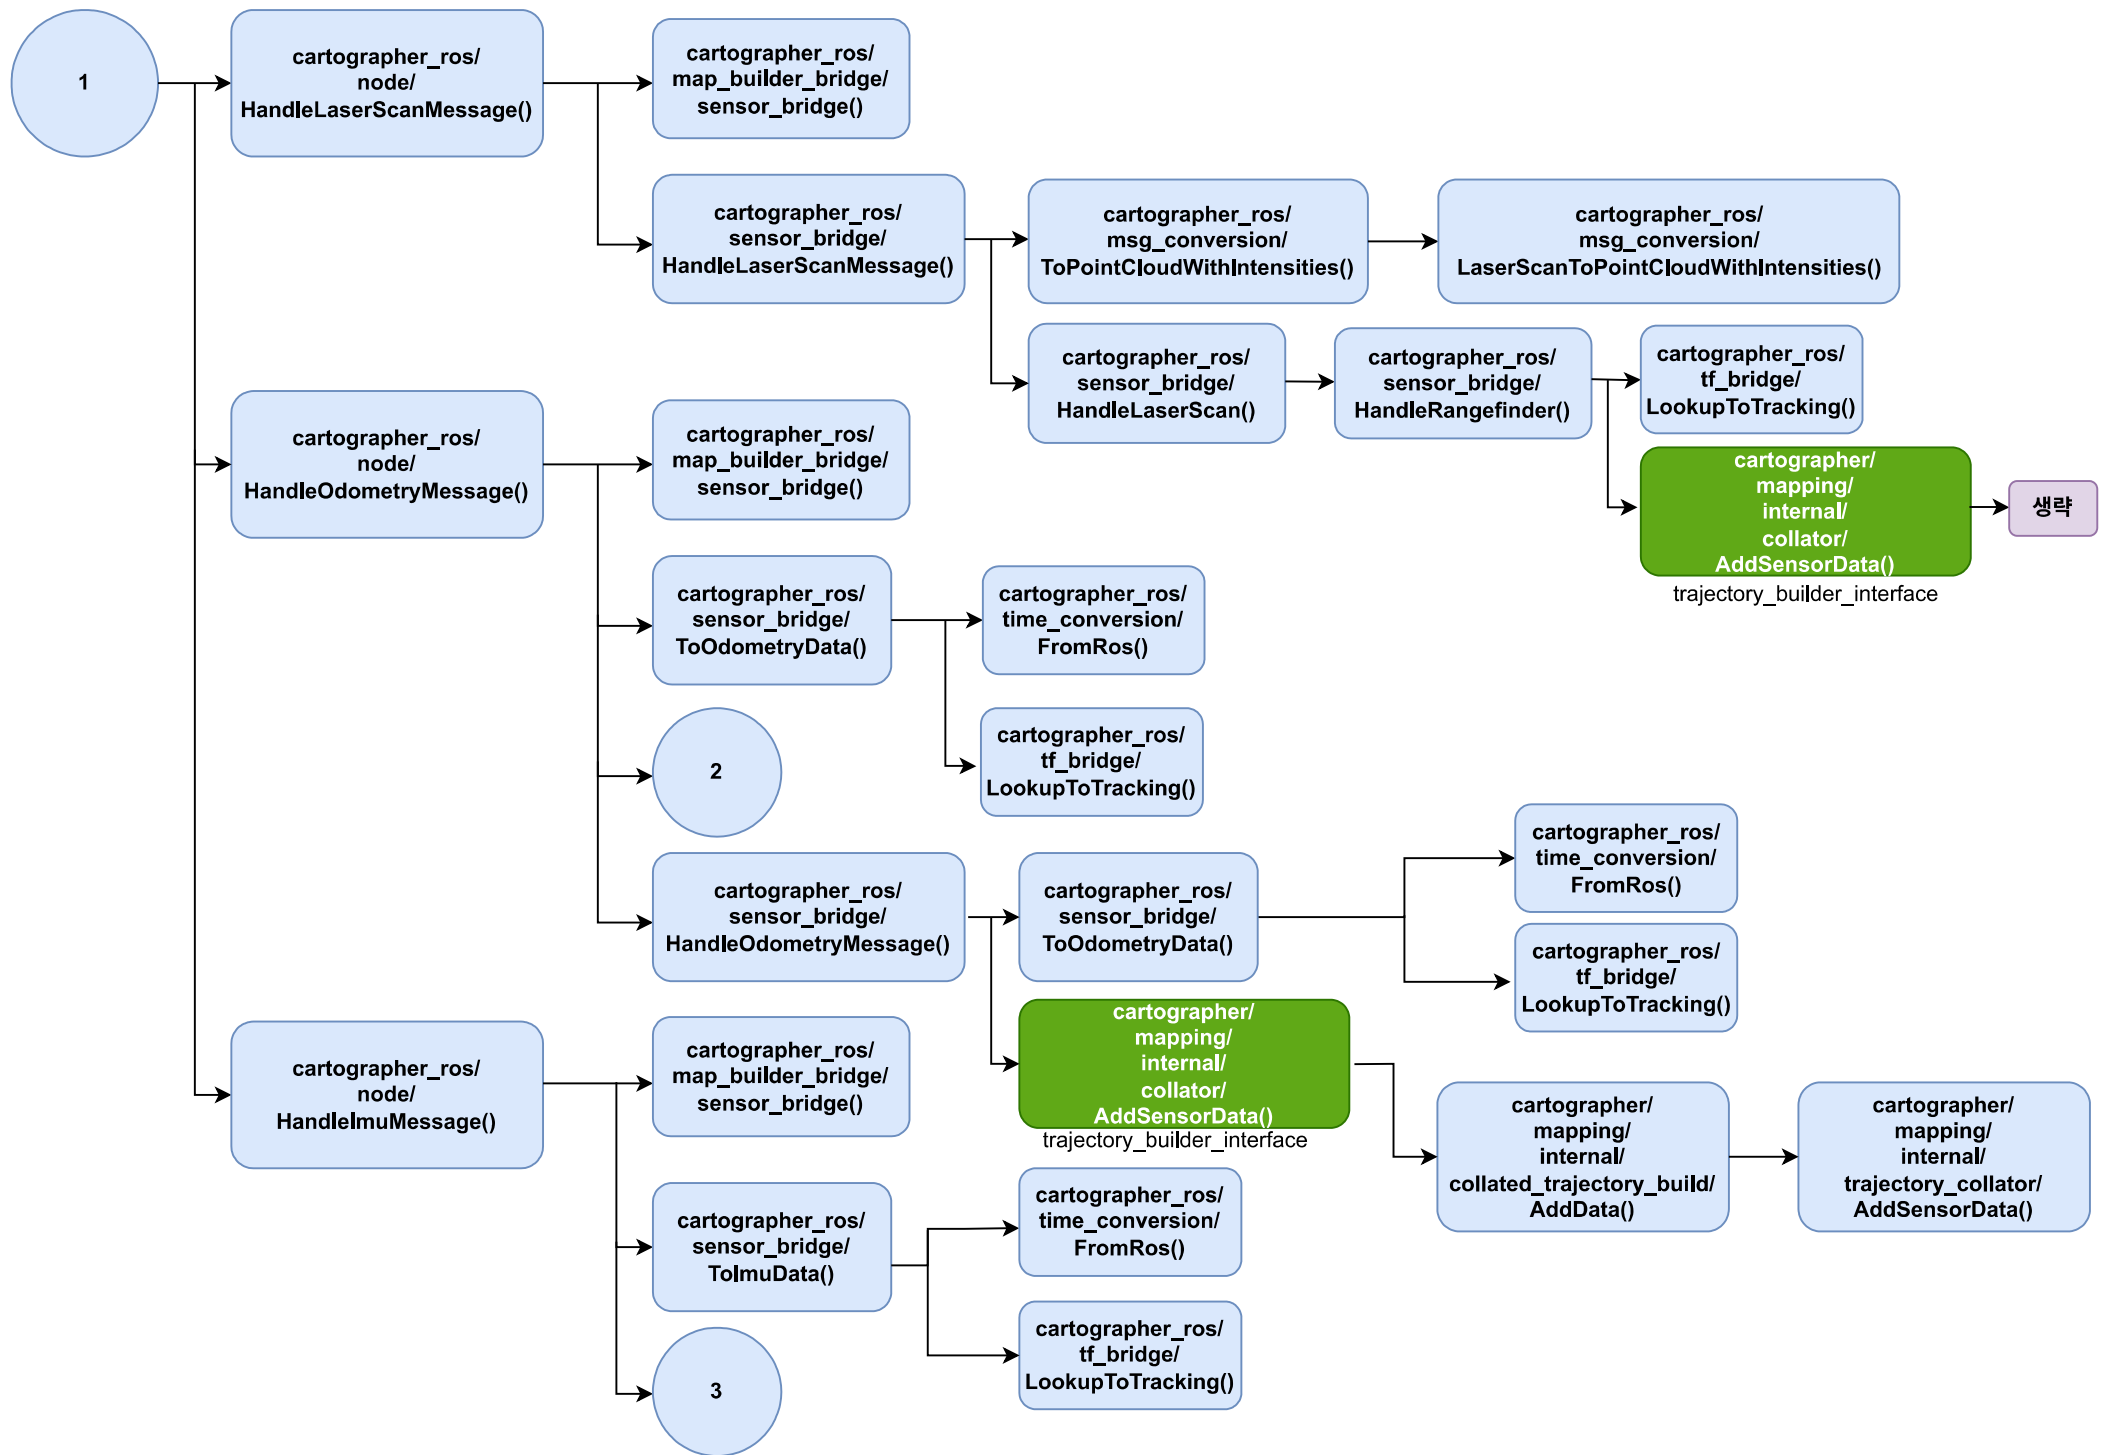 1
cartographer_ros/
node/
HandleLaserScanMessage()
cartographer_ros/
map_builder_bridge/
sensor_bridge()
cartographer_ros/
sensor_bridge/
HandleLaserScanMessage()
cartographer_ros/
msg_conversion/
ToPointCloudWithIntensities()
cartographer_ros/
msg_conversion/
LaserScanToPointCloudWithIntensities()
cartographer_ros/
sensor_bridge/
HandleLaserScan()
cartographer_ros/
sensor_bridge/
HandleRangefinder()
cartographer_ros/
tf_bridge/
LookupToTracking()
cartographer/
mapping/
internal/
collator/
AddSensorData()
trajectory_builder_interface
생략
cartographer_ros/
node/
HandleOdometryMessage()
cartographer_ros/
map_builder_bridge/
sensor_bridge()
cartographer_ros/
sensor_bridge/
ToOdometryData()
cartographer_ros/
time_conversion/
FromRos()
cartographer_ros/
tf_bridge/
LookupToTracking()
2
cartographer_ros/
sensor_bridge/
HandleOdometryMessage()
cartographer_ros/
sensor_bridge/
ToOdometryData()
cartographer_ros/
time_conversion/
FromRos()
cartographer_ros/
tf_bridge/
LookupToTracking()
cartographer/
mapping/
internal/
collator/
AddSensorData()
trajectory_builder_interface
cartographer/
mapping/
internal/
collated_trajectory_build/
AddData()
cartographer/
mapping/
internal/
trajectory_collator/
AddSensorData()
cartographer_ros/
node/
HandleImuMessage()
cartographer_ros/
map_builder_bridge/
sensor_bridge()
cartographer_ros/
sensor_bridge/
ToImuData()
cartographer_ros/
time_conversion/
FromRos()
cartographer_ros/
tf_bridge/
LookupToTracking()
3